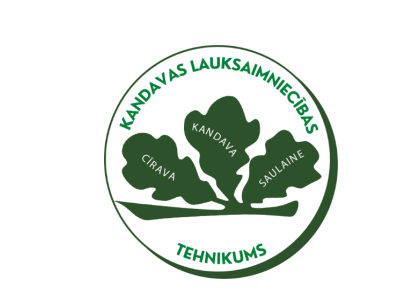 KANDAVAS LAUKSAIMNIECĪBAS
KANDAVA
CĪRAVA
SAULAINE
TEHNIKUMS